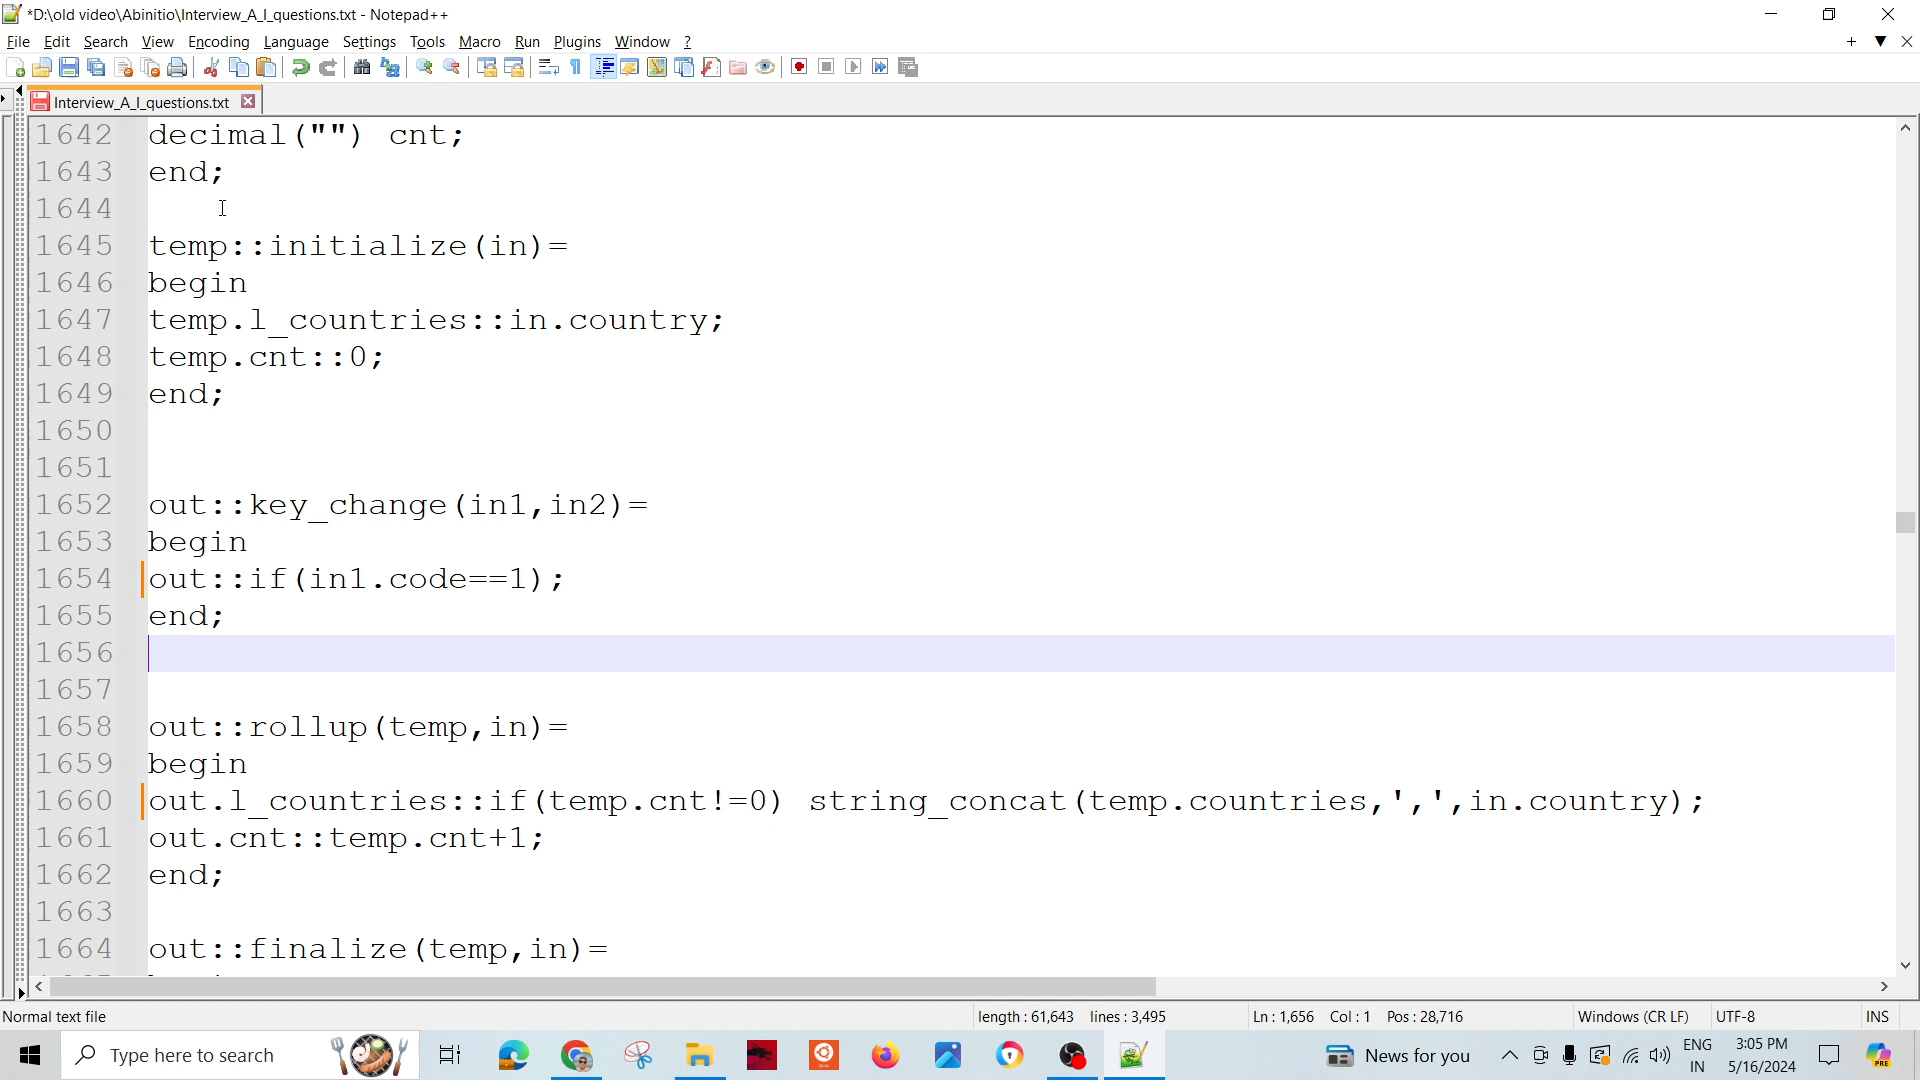 *D:\old video\Abinitio\Interview_A_I_questions.txt - Notepad++
File Edit Search View Encoding Language Settings Tools Macro Run Plugins Window ?
Interview_A_I_questions.txt
1642 decimal("") cnt;
1643 end;
1644
1645 temp::initialize(in)=
1646 begin
1647 temp.l_countries::in.country;
1648 temp.cnt::0;
1649 end;
1650
1651
1652 out::key_change(in1,in2)=
1653 begin
1654 out::if(in1.code==1);
1655 end;
1656
1657
1658 out::rollup(temp,in)=
1659 begin
1660 out.l_countries::if(temp.cnt!=0) string_concat(temp.countries,',',in.country);
1661 out.cnt::temp.cnt+1;
1662 end;
1663
1664 out::finalize(temp,in)=
Normal text file length : 61,643 lines : 3,495 Ln : 1,656 Col : 1 Pos : 28,716 Windows (CR LF) UTF-8 INS
Type here to search News for you ENG IN 3:05 PM 5/16/2024